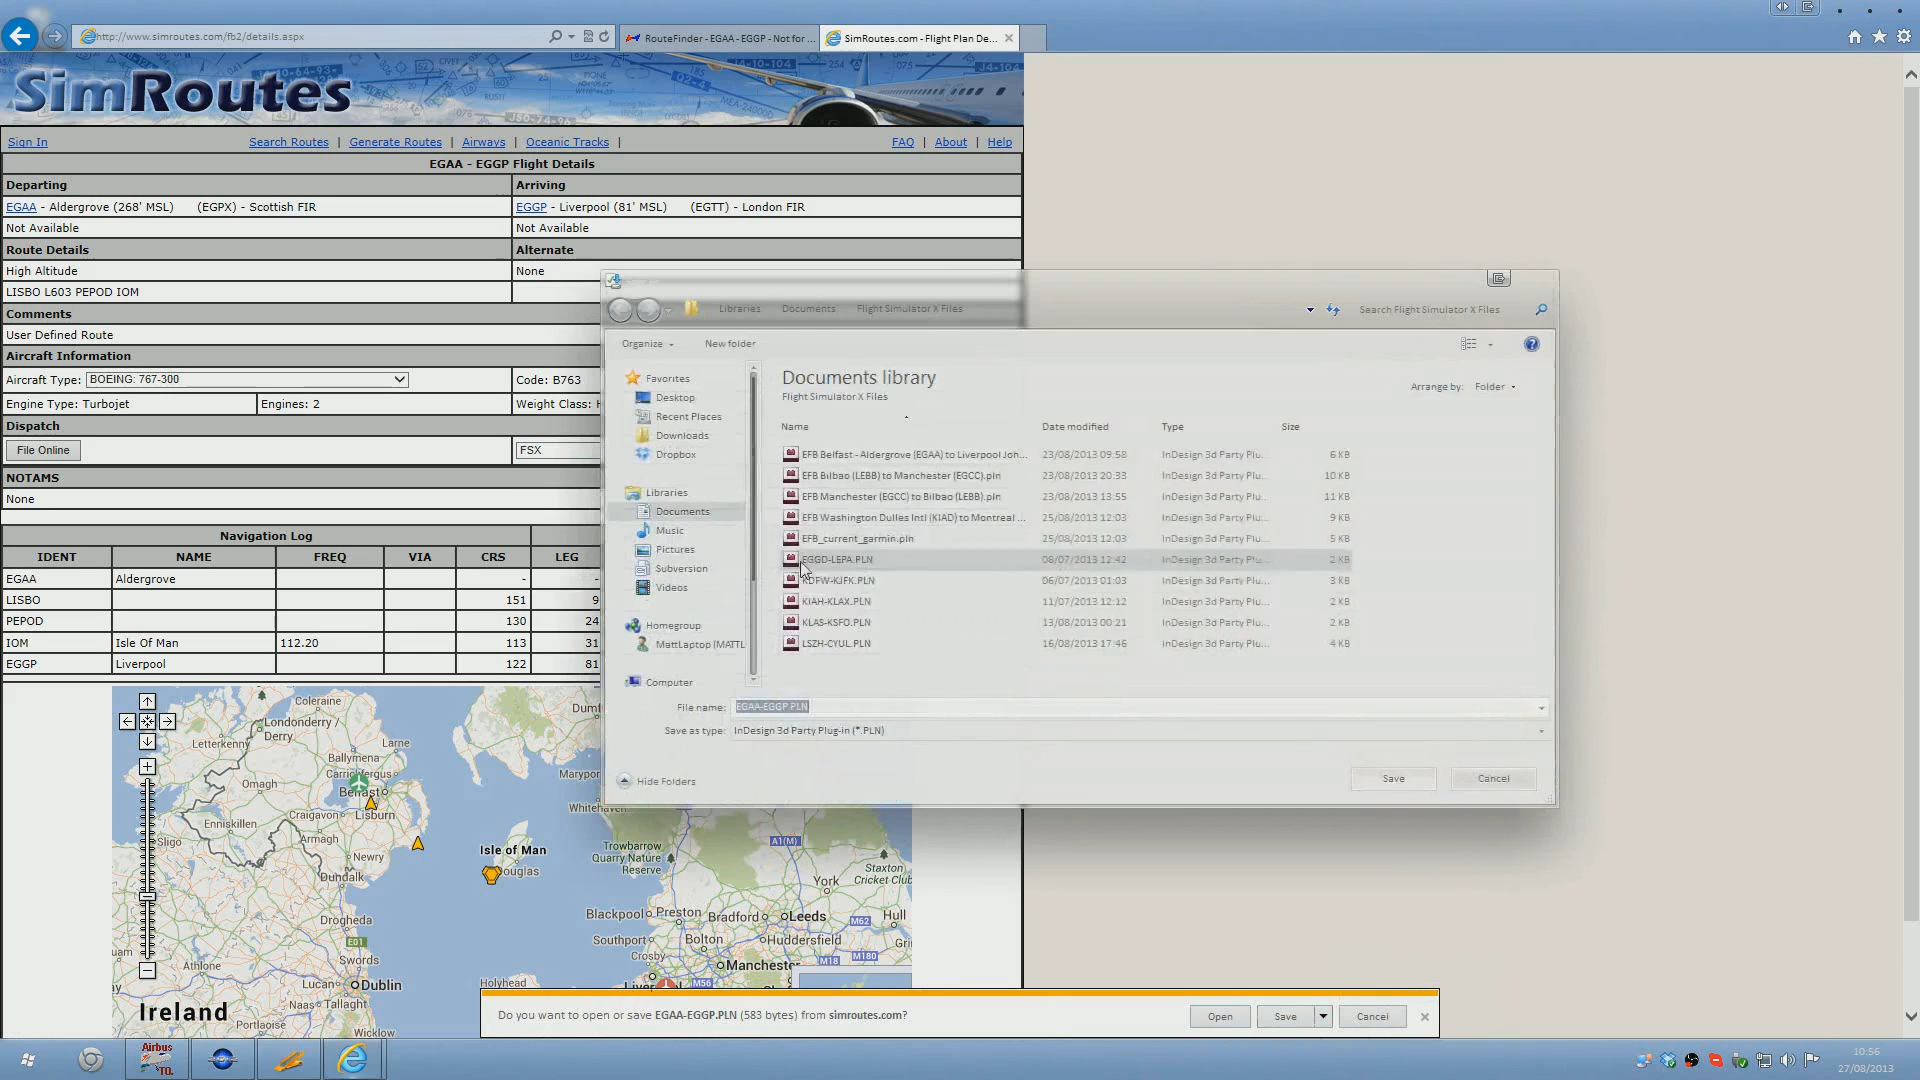 http://www.simroutes.com/fb2/details.aspx
RouteFinder - EGAA - EGGP - Not for ...
SimRoutes.com - Flight Plan De...
SimRoutes
Sign In
Search Routes | Generate Routes | Airways | Oceanic Tracks |
FAQ | About | Help
EGAA - EGGP Flight Details
Departing
Arriving
EGAA - Aldergrove (268' MSL) (EGPX) - Scottish FIR
EGGP - Liverpool (81' MSL) (EGTT) - London FIR
Not Available
Not Available
Route Details
Alternate
High Altitude
None
LISBO L603 PEPOD IOM
Comments
User Defined Route
Aircraft Information
Aircraft Type: BOEING: 767-300
Code: B763
Engine Type: Turbojet
Engines: 2
Weight Class: H
Dispatch
File Online
FSX
NOTAMS
None
Navigation Log
IDENT NAME FREQ VIA CRS LEG
EGAA Aldergrove - -
LISBO 151 9
PEPOD 130 24
IOM Isle Of Man 112.20 113 31
EGGP Liverpool 122 81
Libraries Documents Flight Simulator X Files
Search Flight Simulator X Files
Organize
New folder
Favorites
Desktop
Recent Places
Downloads
Dropbox
Libraries
Documents
Music
Pictures
Subversion
Videos
Homegroup
MattLaptop (MATTL
Computer
Documents library
Flight Simulator X Files
Arrange by: Folder
Name Date modified Type Size
EFB Belfast - Aldergrove (EGAA) to Liverpool Joh... 23/08/2013 09:58 InDesign 3d Party Plu... 6 KB
EFB Bilbao (LEBB) to Manchester (EGCC).pln 23/08/2013 20:33 InDesign 3d Party Plu... 10 KB
EFB Manchester (EGCC) to Bilbao (LEBB).pln 23/08/2013 13:55 InDesign 3d Party Plu... 11 KB
EFB Washington Dulles Intl (KIAD) to Montreal ... 25/08/2013 12:03 InDesign 3d Party Plu... 9 KB
EFB_current_garmin.pln 25/08/2013 12:03 InDesign 3d Party Plu... 5 KB
EGGD-LEPA.PLN 08/07/2013 12:42 InDesign 3d Party Plu... 2 KB
KDFW-KJFK.PLN 06/07/2013 01:03 InDesign 3d Party Plu... 3 KB
KIAH-KLAX.PLN 11/07/2013 12:12 InDesign 3d Party Plu... 2 KB
KLAS-KSFO.PLN 13/08/2013 00:21 InDesign 3d Party Plu... 2 KB
LSZH-CYUL.PLN 16/08/2013 17:46 InDesign 3d Party Plu... 4 KB
File name: EGAA-EGGP.PLN
Save as type: InDesign 3d Party Plug-in (*.PLN)
Hide Folders
Save
Cancel
Coleraine
Londonderry / Derry
Letterkenny
Larne
Ballymena
Carrickfergus
Omagh
Belfast
Craigavon
Lisburn
Enniskillen
Armagh
Sligo
Newry
Dundalk
Drogheda
E01
Swords
Athlone
Lucan
Dublin
Naas
Tallaght
Portlaoise
Wicklow
Ireland
Dumf
Marypor
Whitehaven
Isle of Man
Douglas
Trowbarrow
Quarry Nature
Reserve
A1(M)
Staxton
Cricket Club
York
Blackpool
Preston
Bradford
Leeds
M62
Hull
Southport
Bolton
Huddersfield
Gri
Crosby
M18
M180
Manchester
Holyhead
M56
Do you want to open or save EGAA-EGGP.PLN (583 bytes) from simroutes.com?
Open
Save
Cancel
Airbus
10:56
27/08/2013